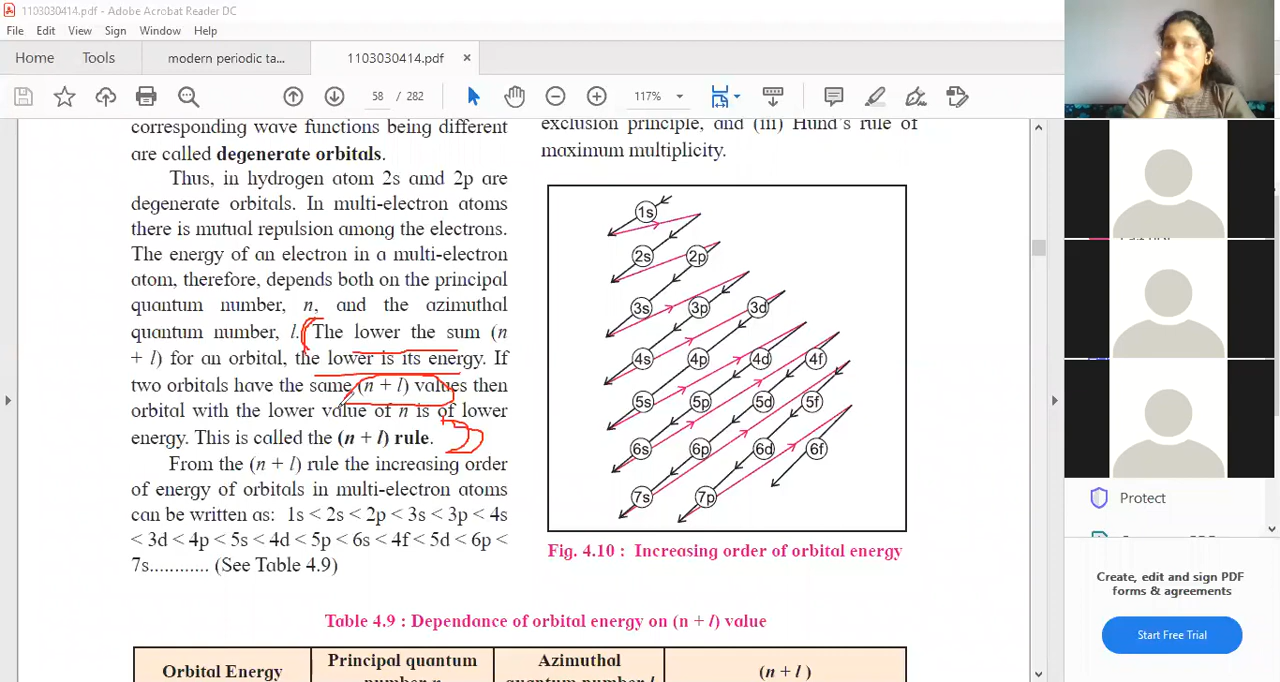 1103030414.pdf - Adobe Acrobat Reader DC
File Edit View Sign Window Help
Home Tools modern periodic ta... 1103030414.pdf ×
58 / 282 117%
corresponding wave functions being different
are called degenerate orbitals.
Thus, in hydrogen atom 2s amd 2p are
degenerate orbitals. In multi-electron atoms
there is mutual repulsion among the electrons.
The energy of an electron in a multi-electron
atom, therefore, depends both on the principal
quantum number, n, and the azimuthal
quantum number, l. The lower the sum (n
+ l) for an orbital, the lower is its energy. If
two orbitals have the same (n + l) values then
orbital with the lower value of n is of lower
energy. This is called the (n + l) rule.
From the (n + l) rule the increasing order
of energy of orbitals in multi-electron atoms
can be written as: 1s < 2s < 2p < 3s < 3p < 4s
< 3d < 4p < 5s < 4d < 5p < 6s < 4f < 5d < 6p <
7s............ (See Table 4.9)
exclusion principle, and (iii) Hund's rule of
maximum multiplicity.
1s
2s 2p
3s 3p 3d
4s 4p 4d 4f
5s 5p 5d 5f
6s 6p 6d 6f
7s 7p
Fig. 4.10 : Increasing order of orbital energy
Table 4.9 : Dependance of orbital energy on (n + l) value
Orbital Energy
Principal quantum
Azimuthal
(n + l )
Protect
Create, edit and sign PDF
forms & agreements
Start Free Trial